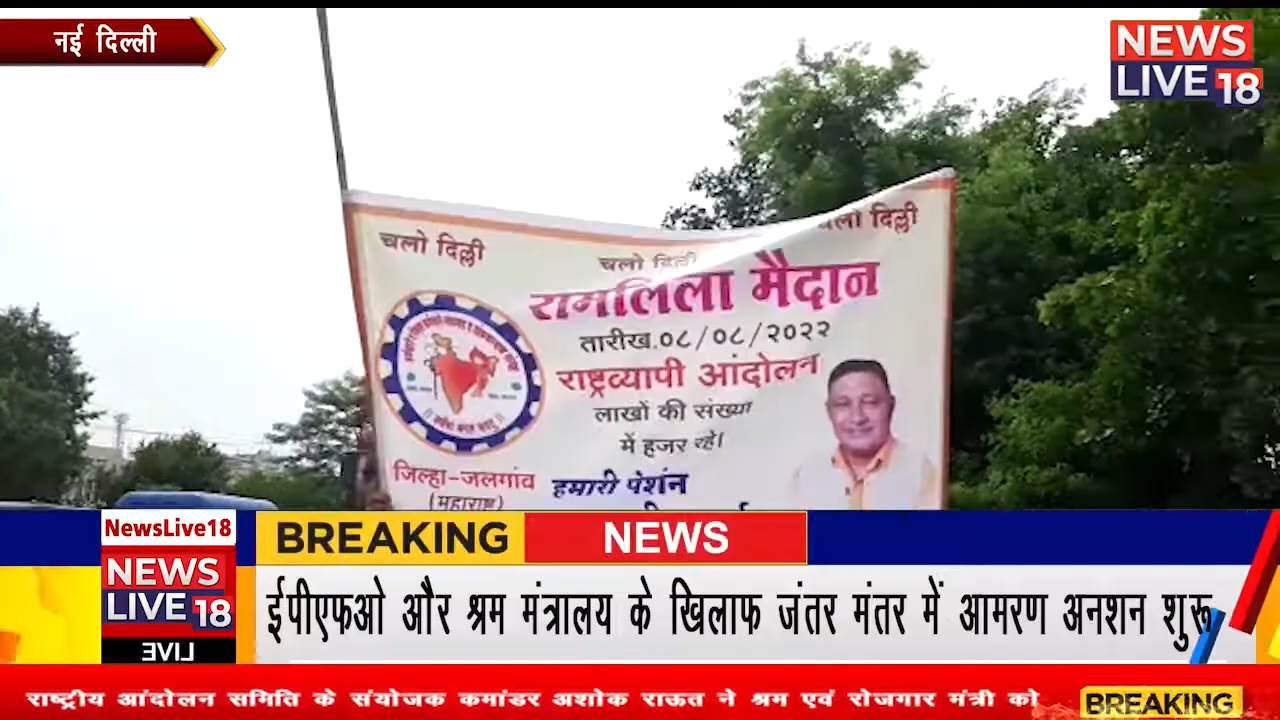 नई दिल्ली
NEWS
LIVE 18
चलो दिल्ली
चलो दिल्ली
चलो दिल्ली
रामलिला मैदान
तारीख.०८/०८/२०२२
राष्ट्रव्यापी आंदोलन
लाखों की संख्या
में हजर रहे।
जिल्हा-जलगांव
(महाराष्ट्र)
हमारी पेशंन
NewsLive18
NEWS
LIVE 18
LIVE
BREAKING NEWS
ईपीएफओ और श्रम मंत्रालय के खिलाफ जंतर मंतर में आमरण अनशन शुरू
राष्ट्रीय आंदोलन समिति के संयोजक कमांडर अशोक राऊत ने श्रम एवं रोजगार मंत्री को
BREAKING